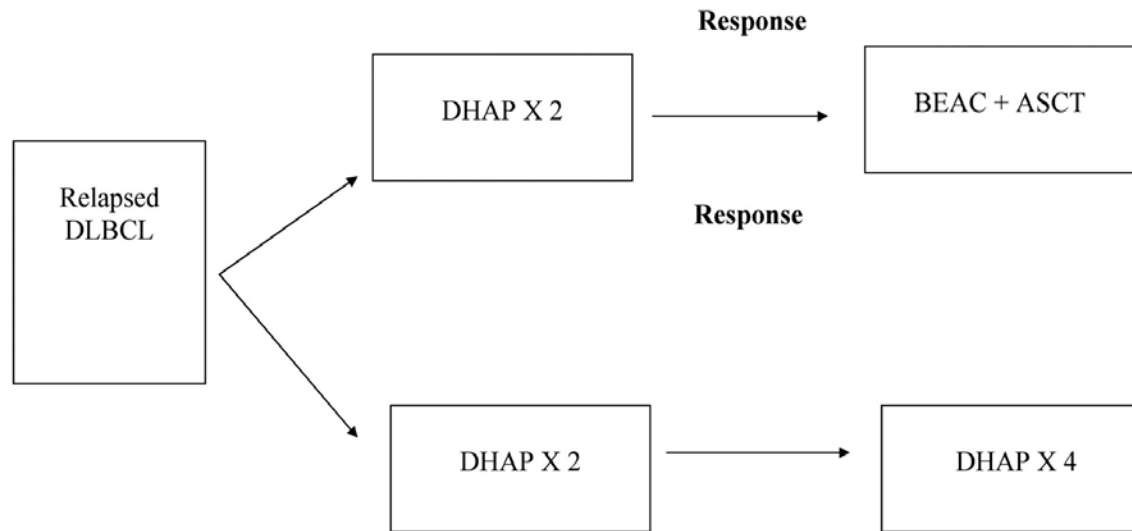 Response
DHAP X 2
BEAC + ASCT
Relapsed
DLBCL
Response
DHAP X 2
DHAP X 4